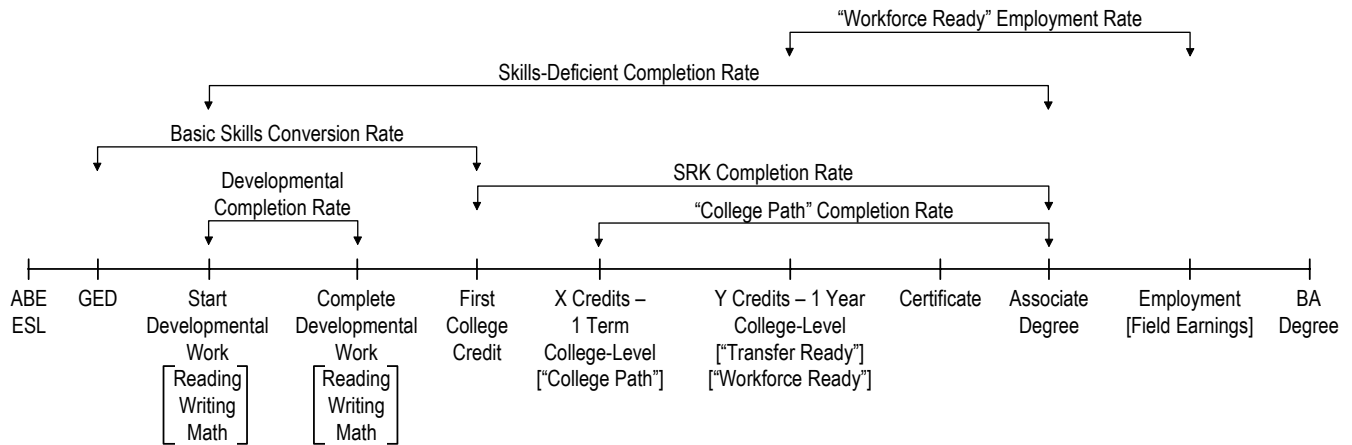 “Workforce Ready” Employment Rate
Skills-Deficient Completion Rate
Basic Skills Conversion Rate
Developmental
Completion Rate
SRK Completion Rate
“College Path” Completion Rate
ABE
ESL
GED
Start
Developmental
Work
Reading
Writing
Math
Complete
Developmental
Work
Reading
Writing
Math
First
College
Credit
X Credits –
1 Term
College-Level
[“College Path”]
Y Credits – 1 Year
College-Level
[“Transfer Ready”]
[“Workforce Ready”]
Certificate
Associate
Degree
Employment
[Field Earnings]
BA
Degree